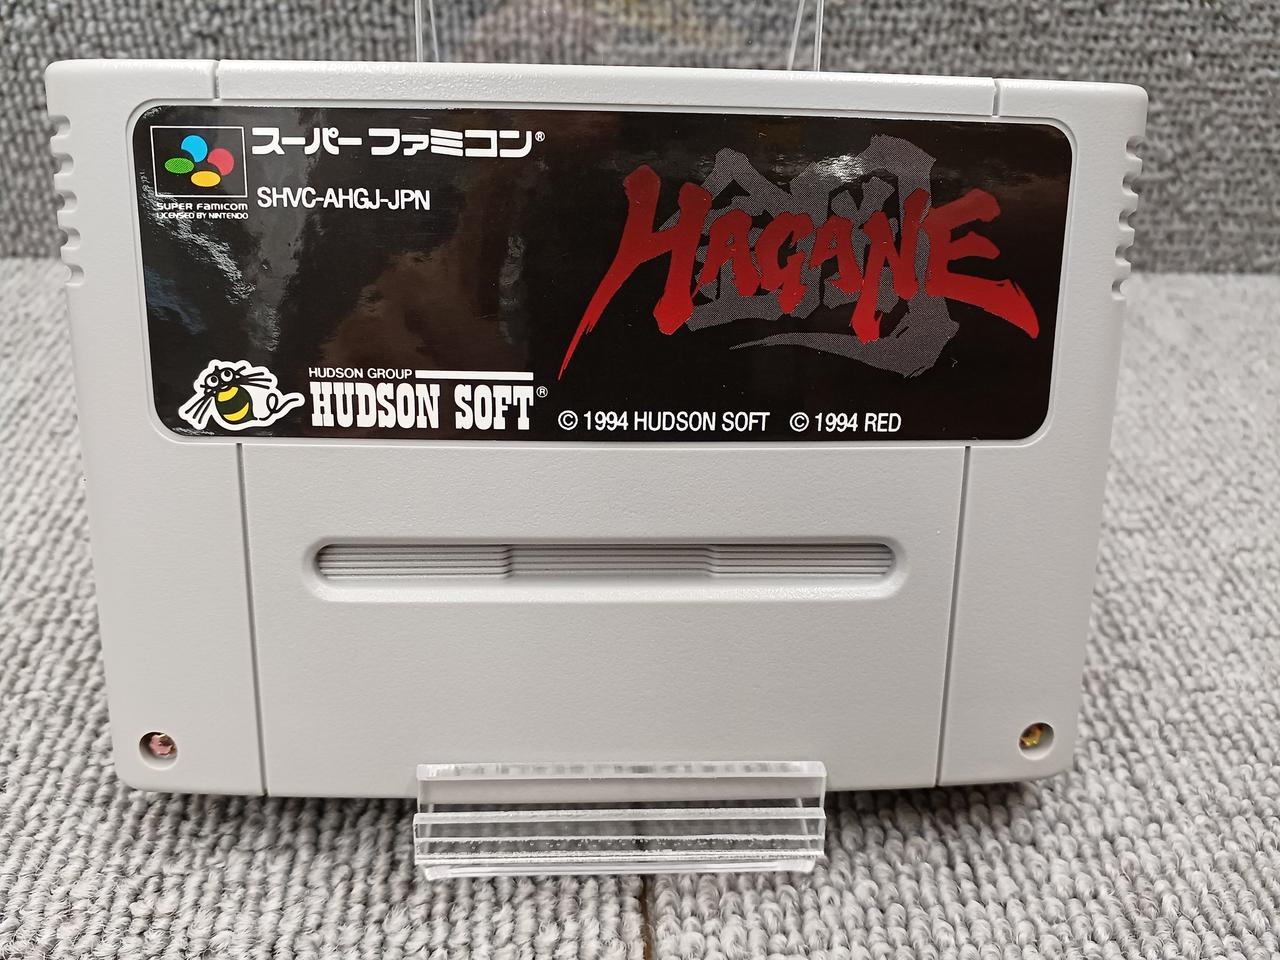 スーパーファミコン®
SUPER FAMICOM
LICENSED BY NINTENDO
SHVC-AHGJ-JPN
鋼
HAGANE
HUDSON GROUP
HUDSON SOFT®
© 1994 HUDSON SOFT © 1994 RED